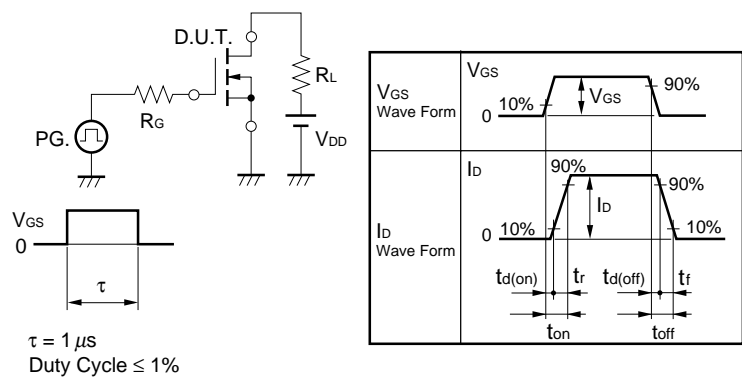 D.U.T.
RL
RG
PG.
VDD
VGS
0
τ
τ = 1 μs
Duty Cycle ≤ 1%
VGS
Wave Form
VGS
10%
0
VGS
90%
ID
Wave Form
ID
90%
0
10%
ID
90%
10%
td(on)
tr
td(off)
tf
ton
toff